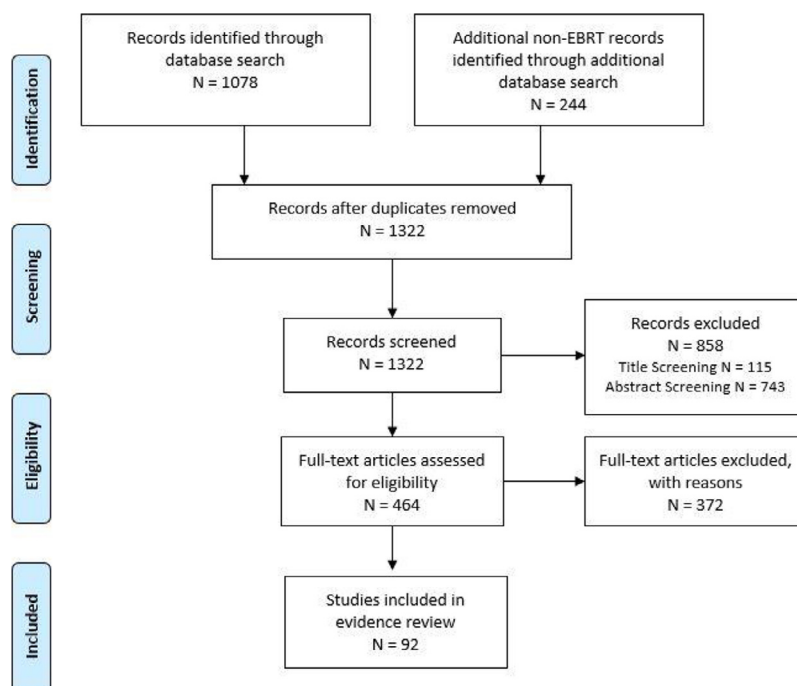 Records identified through
database search
N = 1078
Additional non-EBRT records
identified through additional
database search
N = 244
Identification
Records after duplicates removed
N = 1322
Screening
Records screened
N = 1322
Records excluded
N = 858
Title Screening N = 115
Abstract Screening N = 743
Eligibility
Full-text articles assessed
for eligibility
N = 464
Full-text articles excluded,
with reasons
N = 372
Included
Studies included in
evidence review
N = 92